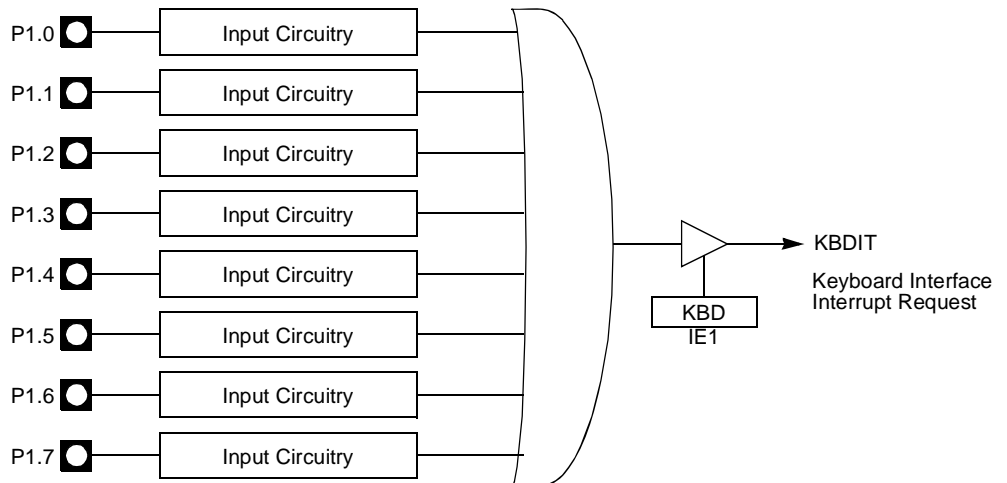 P1.0 Input Circuitry
P1.1 Input Circuitry
P1.2 Input Circuitry
P1.3 Input Circuitry
P1.4 Input Circuitry
P1.5 Input Circuitry
P1.6 Input Circuitry
P1.7 Input Circuitry
KBDIT
Keyboard Interface
Interrupt Request
KBD
IE1